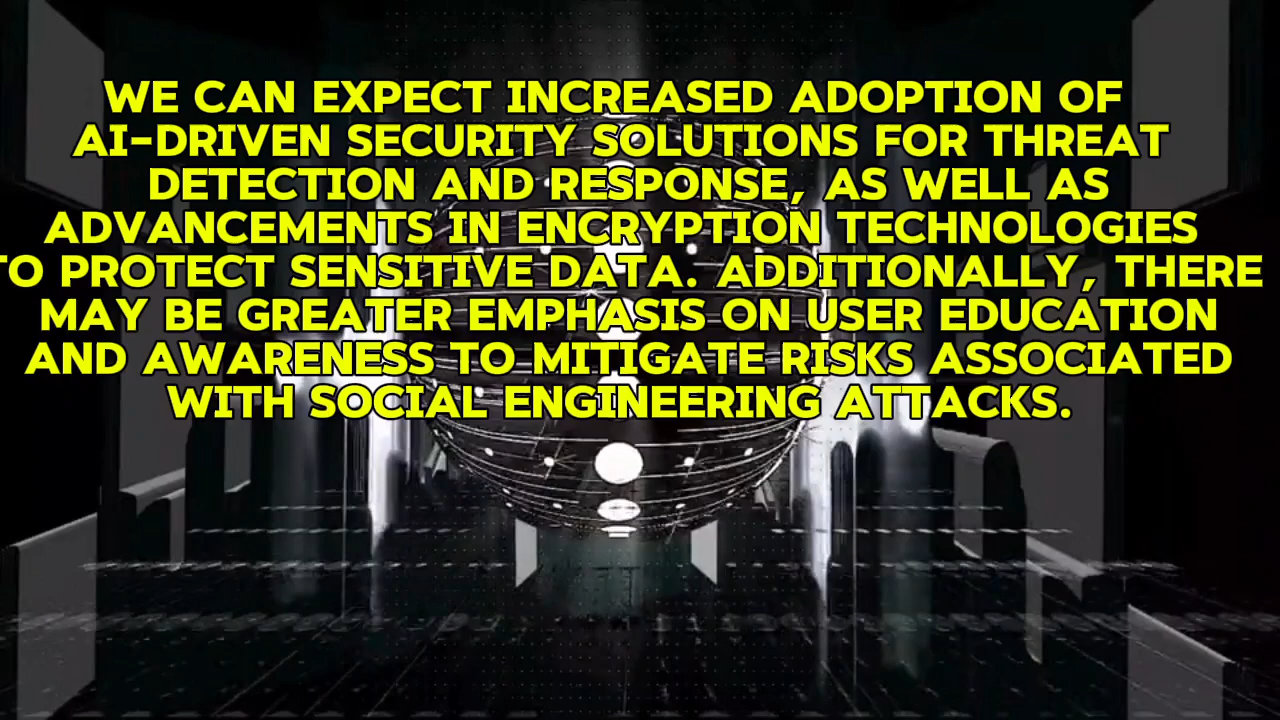 WE CAN EXPECT INCREASED ADOPTION OF
AI-DRIVEN SECURITY SOLUTIONS FOR THREAT
DETECTION AND RESPONSE, AS WELL AS
ADVANCEMENTS IN ENCRYPTION TECHNOLOGIES
TO PROTECT SENSITIVE DATA. ADDITIONALLY, THERE
MAY BE GREATER EMPHASIS ON USER EDUCATION
AND AWARENESS TO MITIGATE RISKS ASSOCIATED
WITH SOCIAL ENGINEERING ATTACKS.